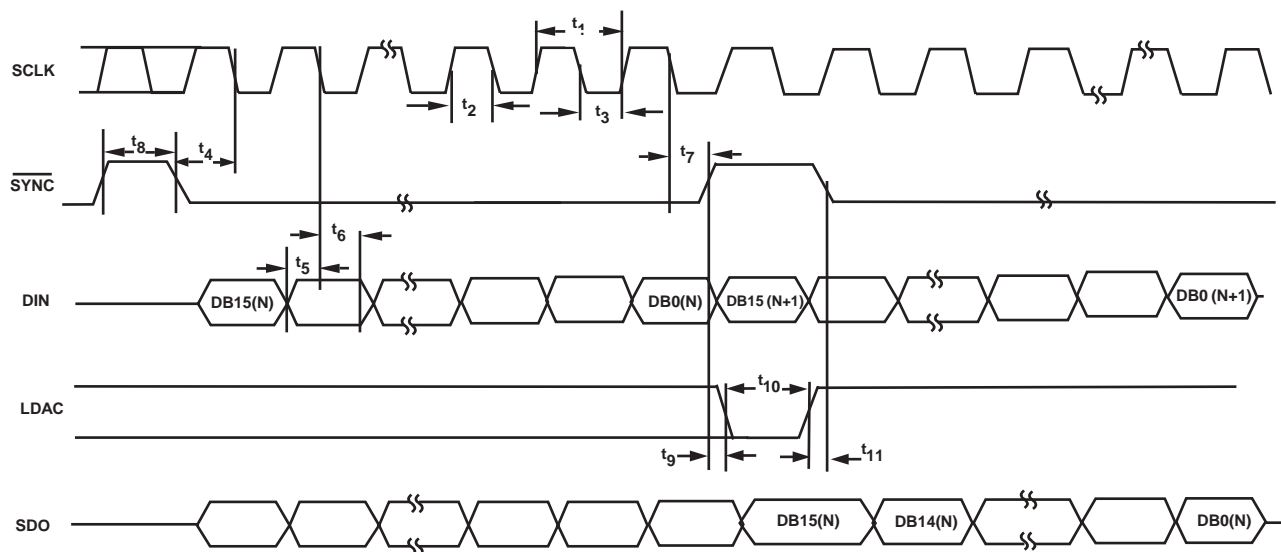 t1
SCLK
t2
t3
t8
t4
t7
SYNC
t6
t5
DIN
DB15(N)
DB0(N)
DB15 (N+1)
DB0 (N+1)
t10
LDAC
t9
t11
SDO
DB15(N)
DB14(N)
DB0(N)